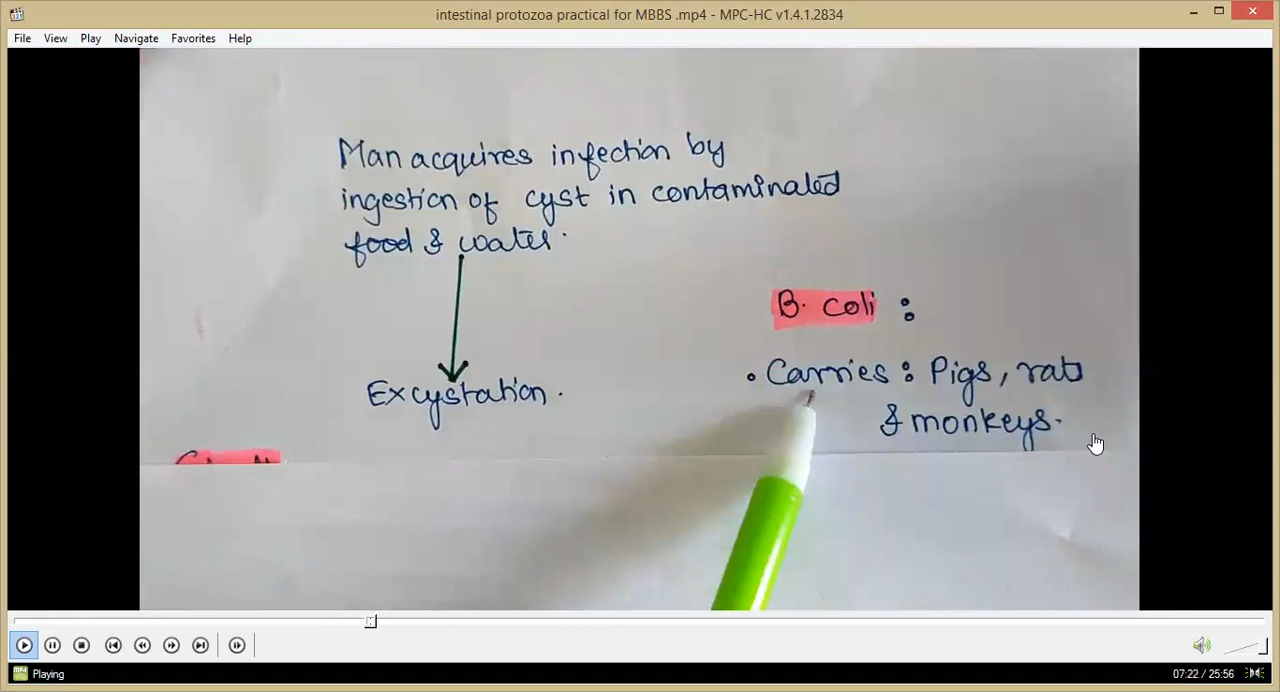 intestinal protozoa practical for MBBS .mp4 - MPC-HC v1.4.1.2834
File View Play Navigate Favorites Help
Man acquires infection by
ingestion of cyst in contaminated
food & water.
Excystation.
B. coli :
• Carries : Pigs, rats
& monkeys.
Playing
07:22 / 25:56